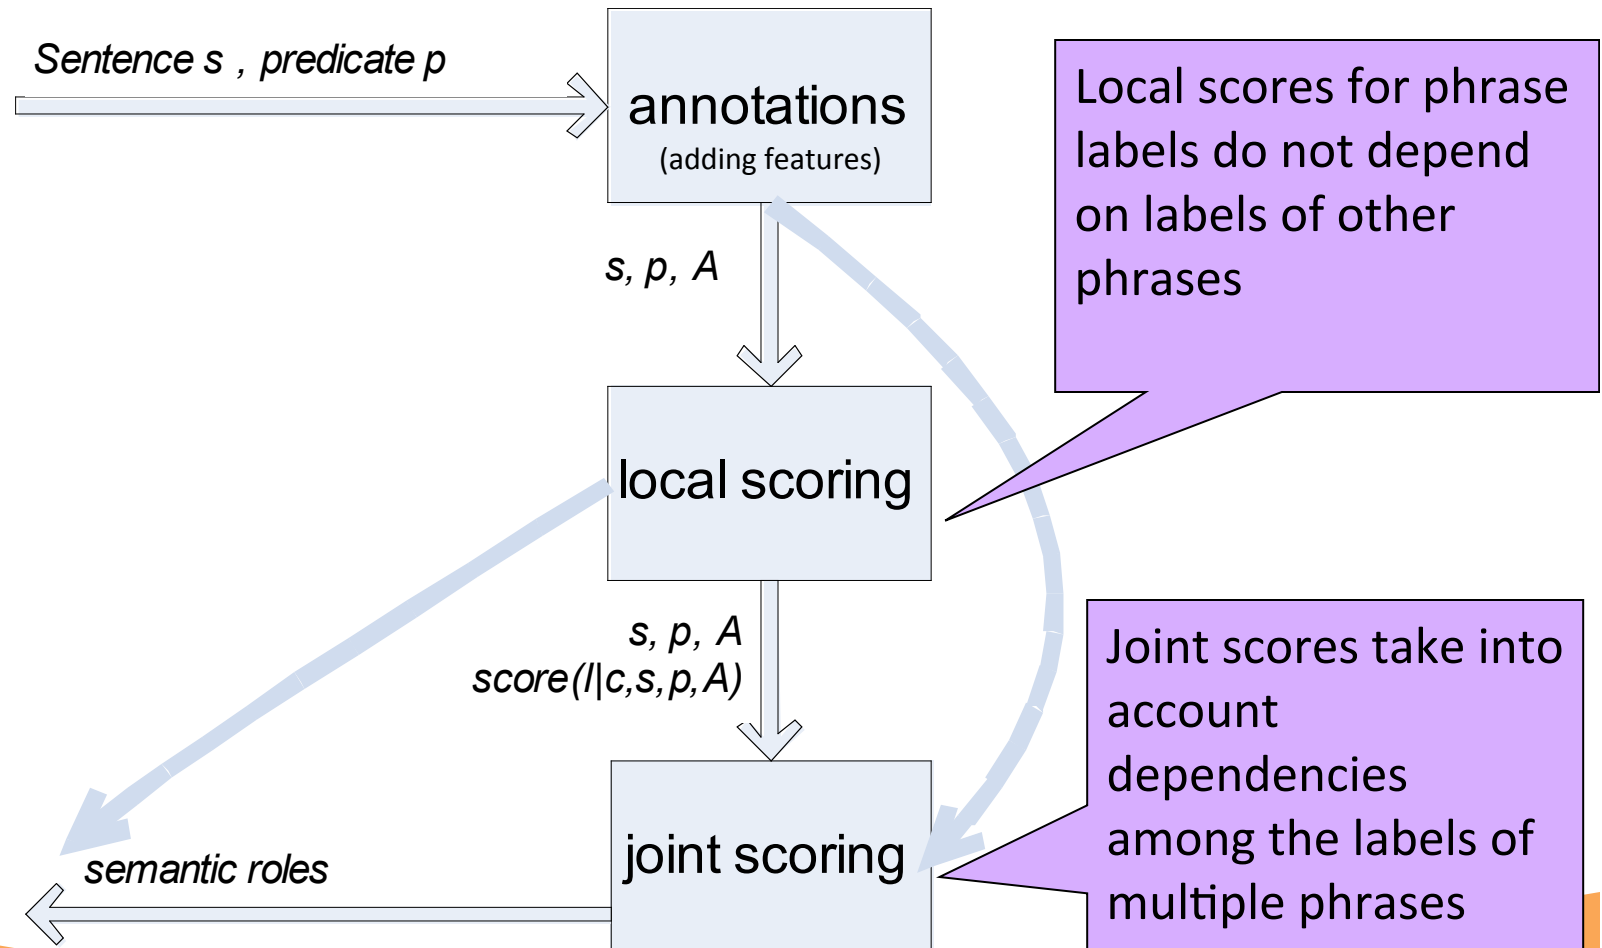 Sentence s , predicate p
annotations
(adding features)
Local scores for phrase
labels do not depend
on labels of other
phrases
s, p, A
local scoring
s, p, A
score(l|c,s,p,A)
Joint scores take into
account
dependencies
among the labels of
multiple phrases
joint scoring
semantic roles